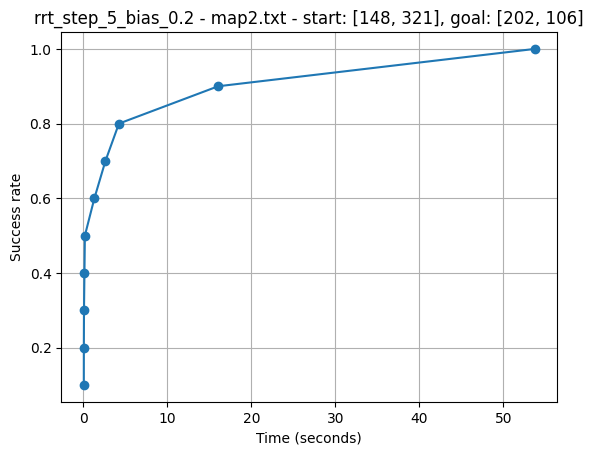 rrt_step_5_bias_0.2 - map2.txt - start: [148, 321], goal: [202, 106]
1.0
0.8
0.6
0.4
0.2
Success rate
0 10 20 30 40 50
Time (seconds)